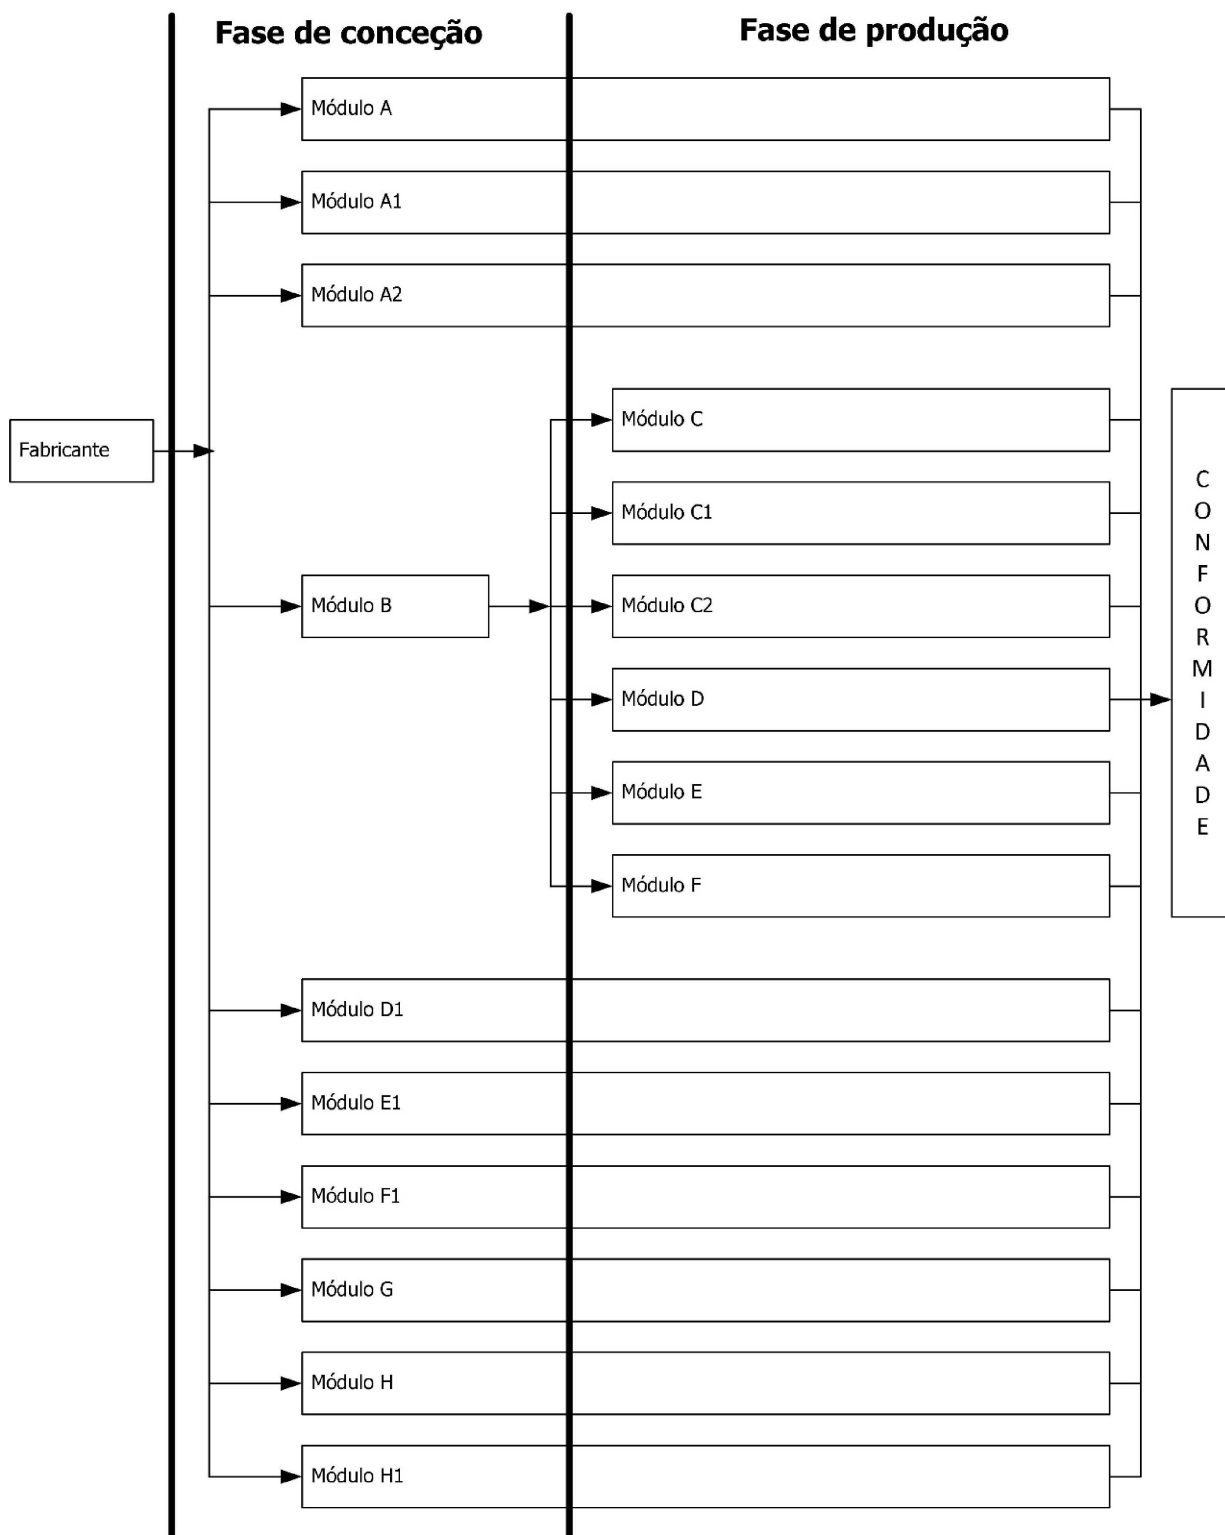 Fase de conceção
Fase de produção
Módulo A
Módulo A1
Módulo A2
Módulo C
Fabricante
Módulo C1
Módulo B
Módulo C2
Módulo D
Módulo E
Módulo F
C
O
N
F
O
R
M
I
D
A
D
E
Módulo D1
Módulo E1
Módulo F1
Módulo G
Módulo H
Módulo H1